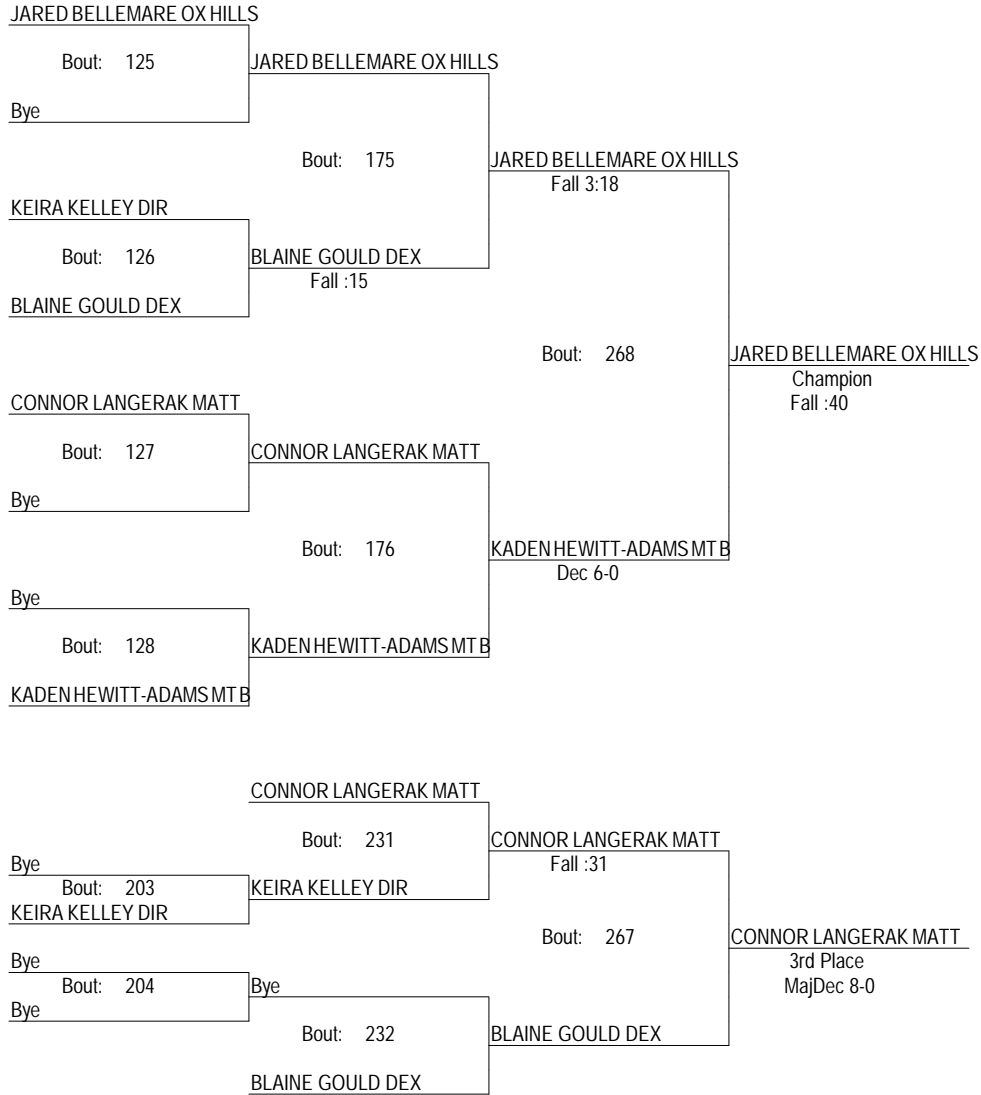 JARED BELLEMARE OX HILLS
Bout: 125
JARED BELLEMARE OX HILLS
Bye
Bout: 175
JARED BELLEMARE OX HILLS
Fall 3:18
KEIRA KELLEY DIR
Bout: 126
BLAINE GOULD DEX
Fall :15
BLAINE GOULD DEX
Bout: 268
JARED BELLEMARE OX HILLS
Champion
Fall :40
CONNOR LANGERAK MATT
Bout: 127
CONNOR LANGERAK MATT
Bye
Bout: 176
KADEN HEWITT-ADAMS MT B
Dec 6-0
Bye
Bout: 128
KADEN HEWITT-ADAMS MT B
KADEN HEWITT-ADAMS MT B
CONNOR LANGERAK MATT
Bout: 231
CONNOR LANGERAK MATT
Fall :31
Bye
Bout: 203
KEIRA KELLEY DIR
KEIRA KELLEY DIR
Bout: 267
CONNOR LANGERAK MATT
3rd Place
MajDec 8-0
Bye
Bout: 204
Bye
Bye
Bout: 232
BLAINE GOULD DEX
BLAINE GOULD DEX